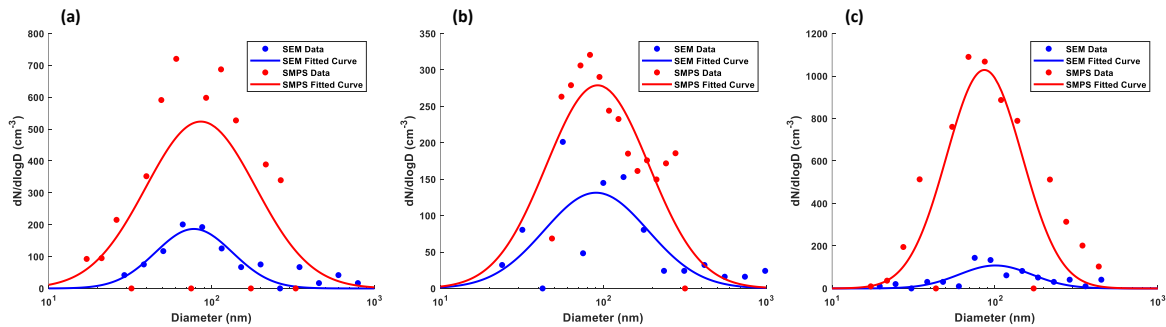 (a)
800
700
600
500
400
300
200
100
0
dN/dlogD (cm-3)
10¹
10²
10³
Diameter (nm)
SEM Data
SEM Fitted Curve
SMPS Data
SMPS Fitted Curve
(b)
350
300
250
200
150
100
50
0
dN/dlogD (cm-3)
10¹
10²
10³
Diameter (nm)
SEM Data
SEM Fitted Curve
SMPS Data
SMPS Fitted Curve
(c)
1200
1000
800
600
400
200
0
dN/dlogD (cm-3)
10¹
10²
10³
Diameter (nm)
SEM Data
SEM Fitted Curve
SMPS Data
SMPS Fitted Curve